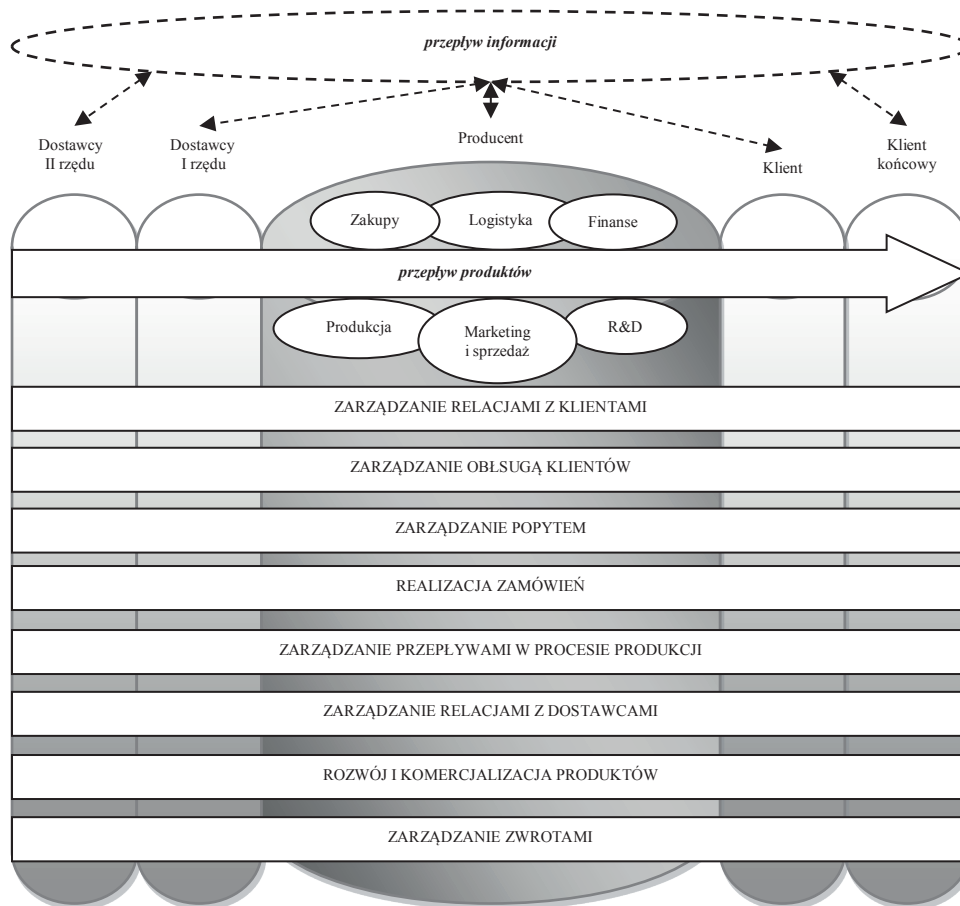 przepływ informacji
Dostawcy
II rzędu
Dostawcy
I rzędu
Producent
Klient
Klient
końcowy
Zakupy
Logistyka
Finanse
przepływ produktów
Produkcja
Marketing
i sprzedaż
R&D
ZARZĄDZANIE RELACJAMI Z KLIENTAMI
ZARZĄDZANIE OBŁSUGĄ KLIENTÓW
ZARZĄDZANIE POPYTEM
REALIZACJA ZAMÓWIEŃ
ZARZĄDZANIE PRZEPŁYWAMI W PROCESIE PRODUKCJI
ZARZĄDZANIE RELACJAMI Z DOSTAWCAMI
ROZWÓJ I KOMERCJALIZACJA PRODUKTÓW
ZARZĄDZANIE ZWROTAMI